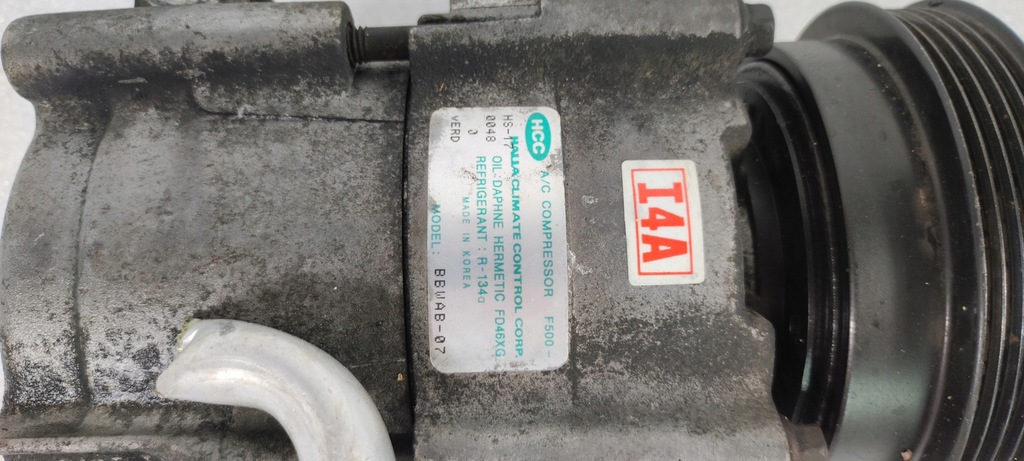 HCC A/C COMPRESSOR F500-
HALLA CLIMATE CONTROL CORP.
HS-17
OIL:DAPHNE HERMETIC FD46XG
0048
REFRIGERANT : R-134a
VERD 0
MADE IN KOREA
MODEL: BBWAB-07
I4A